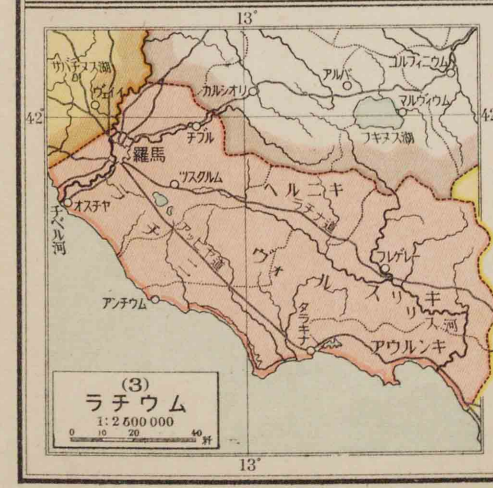 13°
サバチヌス湖
ヴェイイ
42°
羅馬
チブル
カルシオリ
アルバ
コルフィニウム
マルヴィウム
フキヌス湖
42°
ツスクルム
ヘルニキ
ラチナ道
オスチヤ
チベル河
ラチニ
アッピヤ道
ヴォルスキ
フレゲレー
リリス河
アンチウム
タラキナ
アウルンキ
(3)
ラチウム
1:2500000
0 10 20 40 粁
13°